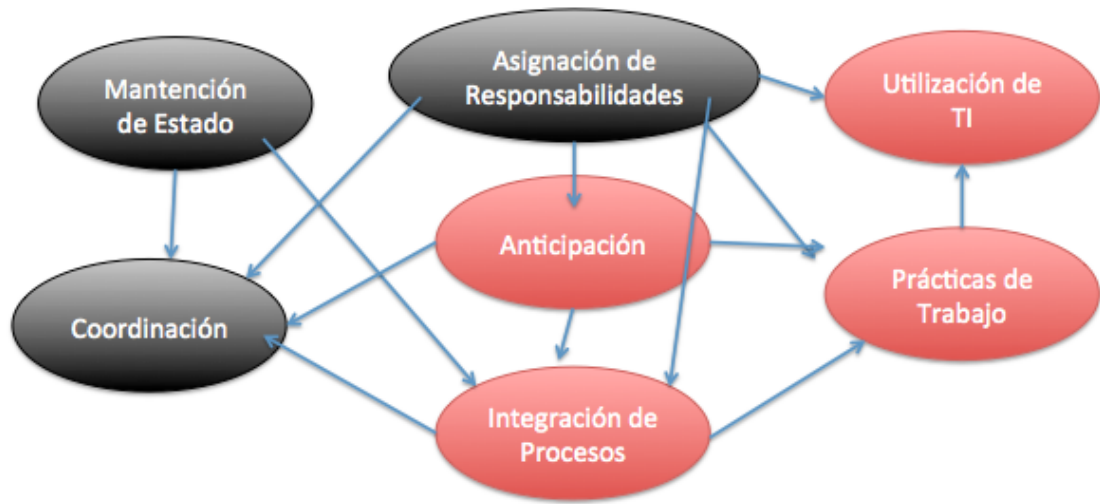 Mantención
de Estado
Asignación de
Responsabilidades
Utilización de
TI
Anticipación
Prácticas de
Trabajo
Coordinación
Integración de
Procesos